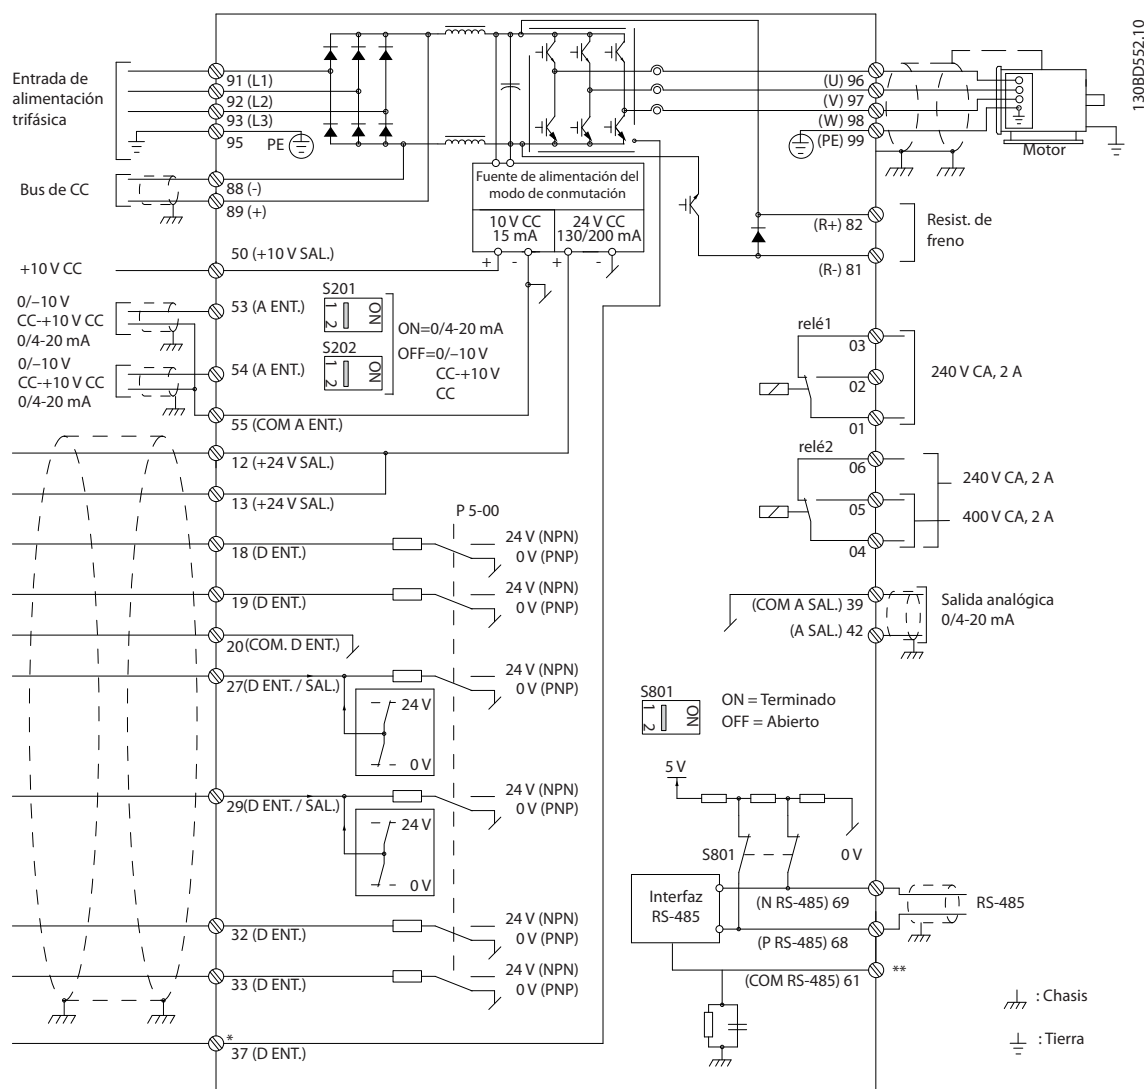 130BD552.10
Entrada de
alimentación
trifásica
91 (L1)
92 (L2)
93 (L3)
95
PE
Bus de CC
88 (-)
89 (+)
50 (+10 V SAL.)
+10 V CC
0/–10 V
CC-+10 V CC
0/4-20 mA
53 (A ENT.)
0/–10 V
CC-+10 V CC
0/4-20 mA
54 (A ENT.)
55 (COM A ENT.)
12 (+24 V SAL.)
13 (+24 V SAL.)
18 (D ENT.)
19 (D ENT.)
20 (COM. D ENT.)
27 (D ENT. / SAL.)
29 (D ENT. / SAL.)
32 (D ENT.)
33 (D ENT.)
*
37 (D ENT.)
Fuente de alimentación del
modo de conmutación
10 V CC
15 mA
24 V CC
130/200 mA
+ - + -
S201
1 2 ON
S202
1 2 ON
ON=0/4-20 mA
OFF=0/–10 V
CC-+10 V
CC
P 5-00
24 V (NPN)
0 V (PNP)
24 V (NPN)
0 V (PNP)
24 V (NPN)
0 V (PNP)
24 V
0 V
24 V (NPN)
0 V (PNP)
24 V
0 V
24 V (NPN)
0 V (PNP)
24 V (NPN)
0 V (PNP)
(U) 96
(V) 97
(W) 98
(PE) 99
Motor
(R+) 82
Resist. de
freno
(R-) 81
relé1
03
02
01
240 V CA, 2 A
relé2
06
05
04
240 V CA, 2 A
400 V CA, 2 A
(COM A SAL.) 39
(A SAL.) 42
Salida analógica
0/4-20 mA
S801
1 2 ON
ON = Terminado
OFF = Abierto
5 V
S801
0 V
Interfaz
RS-485
(N RS-485) 69
RS-485
(P RS-485) 68
(COM RS-485) 61
**
: Chasis
: Tierra